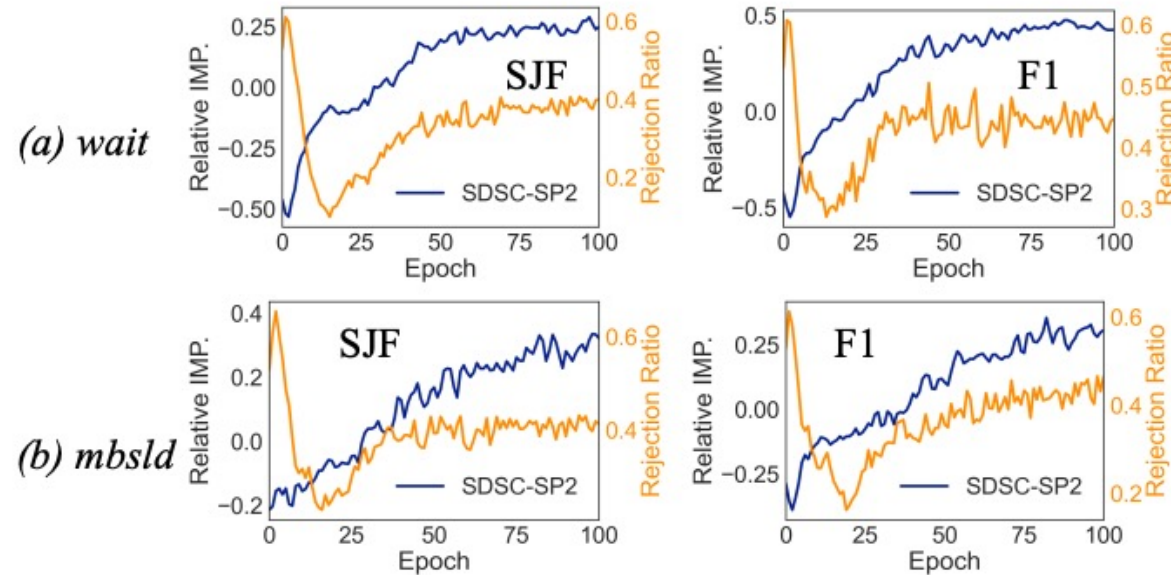 (a) wait
Relative IMP.
0.25
0.00
−0.25
−0.50
SJF
SDSC-SP2
0.6
0.4
0.2
Rejection Ratio
0 25 50 75 100
Epoch
Relative IMP.
0.5
0.0
−0.5
F1
SDSC-SP2
0.6
0.5
0.4
0.3
Rejection Ratio
0 25 50 75 100
Epoch
(b) mbsld
Relative IMP.
0.4
0.2
0.0
−0.2
SJF
SDSC-SP2
0.6
0.4
Rejection Ratio
0 25 50 75 100
Epoch
Relative IMP.
0.25
0.00
−0.25
F1
SDSC-SP2
0.6
0.4
0.2
Rejection Ratio
0 25 50 75 100
Epoch